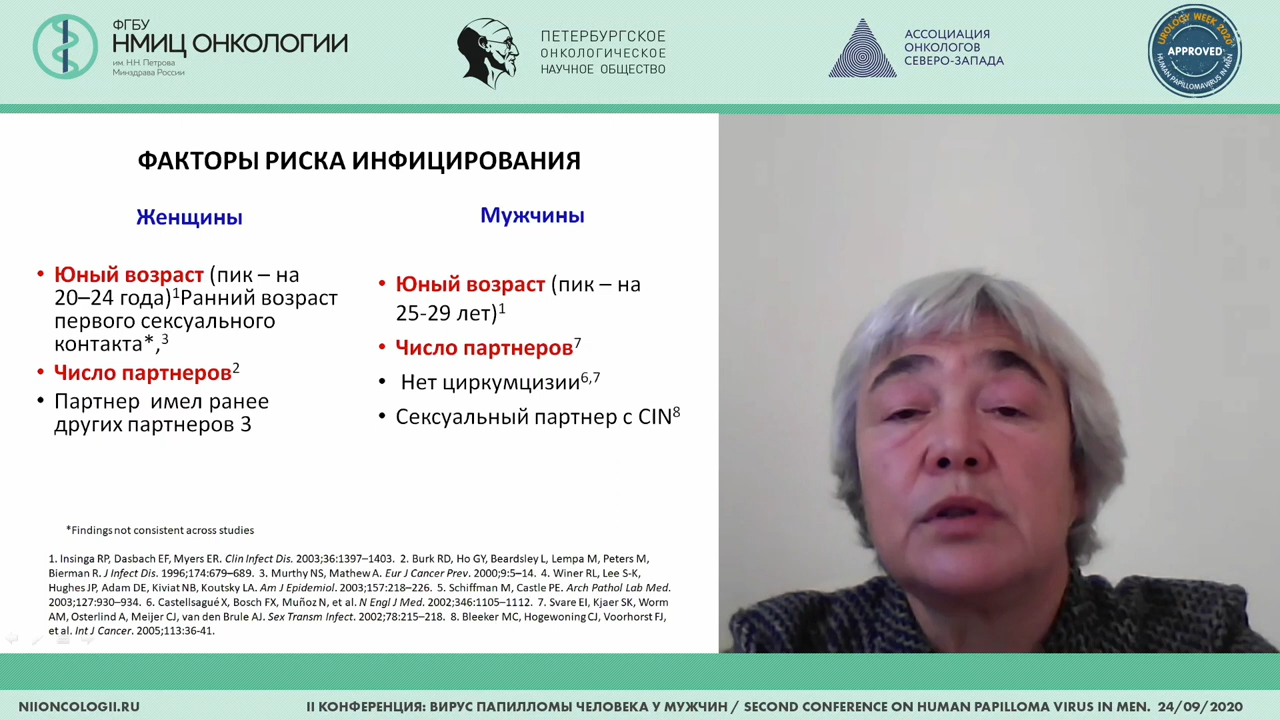 ФГБУ
НМИЦ ОНКОЛОГИИ
им. Н.Н. Петрова
Минздрава России
ПЕТЕРБУРГСКОЕ
ОНКОЛОГИЧЕСКОЕ
НАУЧНОЕ ОБЩЕСТВО
АССОЦИАЦИЯ
ОНКОЛОГОВ
СЕВЕРО-ЗАПАДА
UROLOGY WEEK 2020
APPROVED
HUMAN PAPILLOMAVIRUS IN MEN
ФАКТОРЫ РИСКА ИНФИЦИРОВАНИЯ
Женщины
• Юный возраст (пик – на
20–24 года)¹Ранний возраст
первого сексуального
контакта*,³
• Число партнеров²
• Партнер имел ранее
других партнеров 3
Мужчины
• Юный возраст (пик – на
25-29 лет)¹
• Число партнеров⁷
• Нет циркумцизии⁶,⁷
• Сексуальный партнер с CIN⁸
*Findings not consistent across studies
1. Insinga RP, Dasbach EF, Myers ER. Clin Infect Dis. 2003;36:1397–1403. 2. Burk RD, Ho GY, Beardsley L, Lempa M, Peters M,
Bierman R. J Infect Dis. 1996;174:679–689. 3. Murthy NS, Mathew A. Eur J Cancer Prev. 2000;9:5–14. 4. Winer RL, Lee S-K,
Hughes JP, Adam DE, Kiviat NB, Koutsky LA. Am J Epidemiol. 2003;157:218–226. 5. Schiffman M, Castle PE. Arch Pathol Lab Med.
2003;127:930–934. 6. Castellsagué X, Bosch FX, Muñoz N, et al. N Engl J Med. 2002;346:1105–1112. 7. Svare EI, Kjaer SK, Worm
AM, Osterlind A, Meijer CJ, van den Brule AJ. Sex Transm Infect. 2002;78:215–218. 8. Bleeker MC, Hogewoning CJ, Voorhorst FJ,
et al. Int J Cancer. 2005;113:36-41.
NIIONCOLOGII.RU
II КОНФЕРЕНЦИЯ: ВИРУС ПАПИЛЛОМЫ ЧЕЛОВЕКА У МУЖЧИН / SECOND CONFERENCE ON HUMAN PAPILLOMA VIRUS IN MEN. 24/09/2020